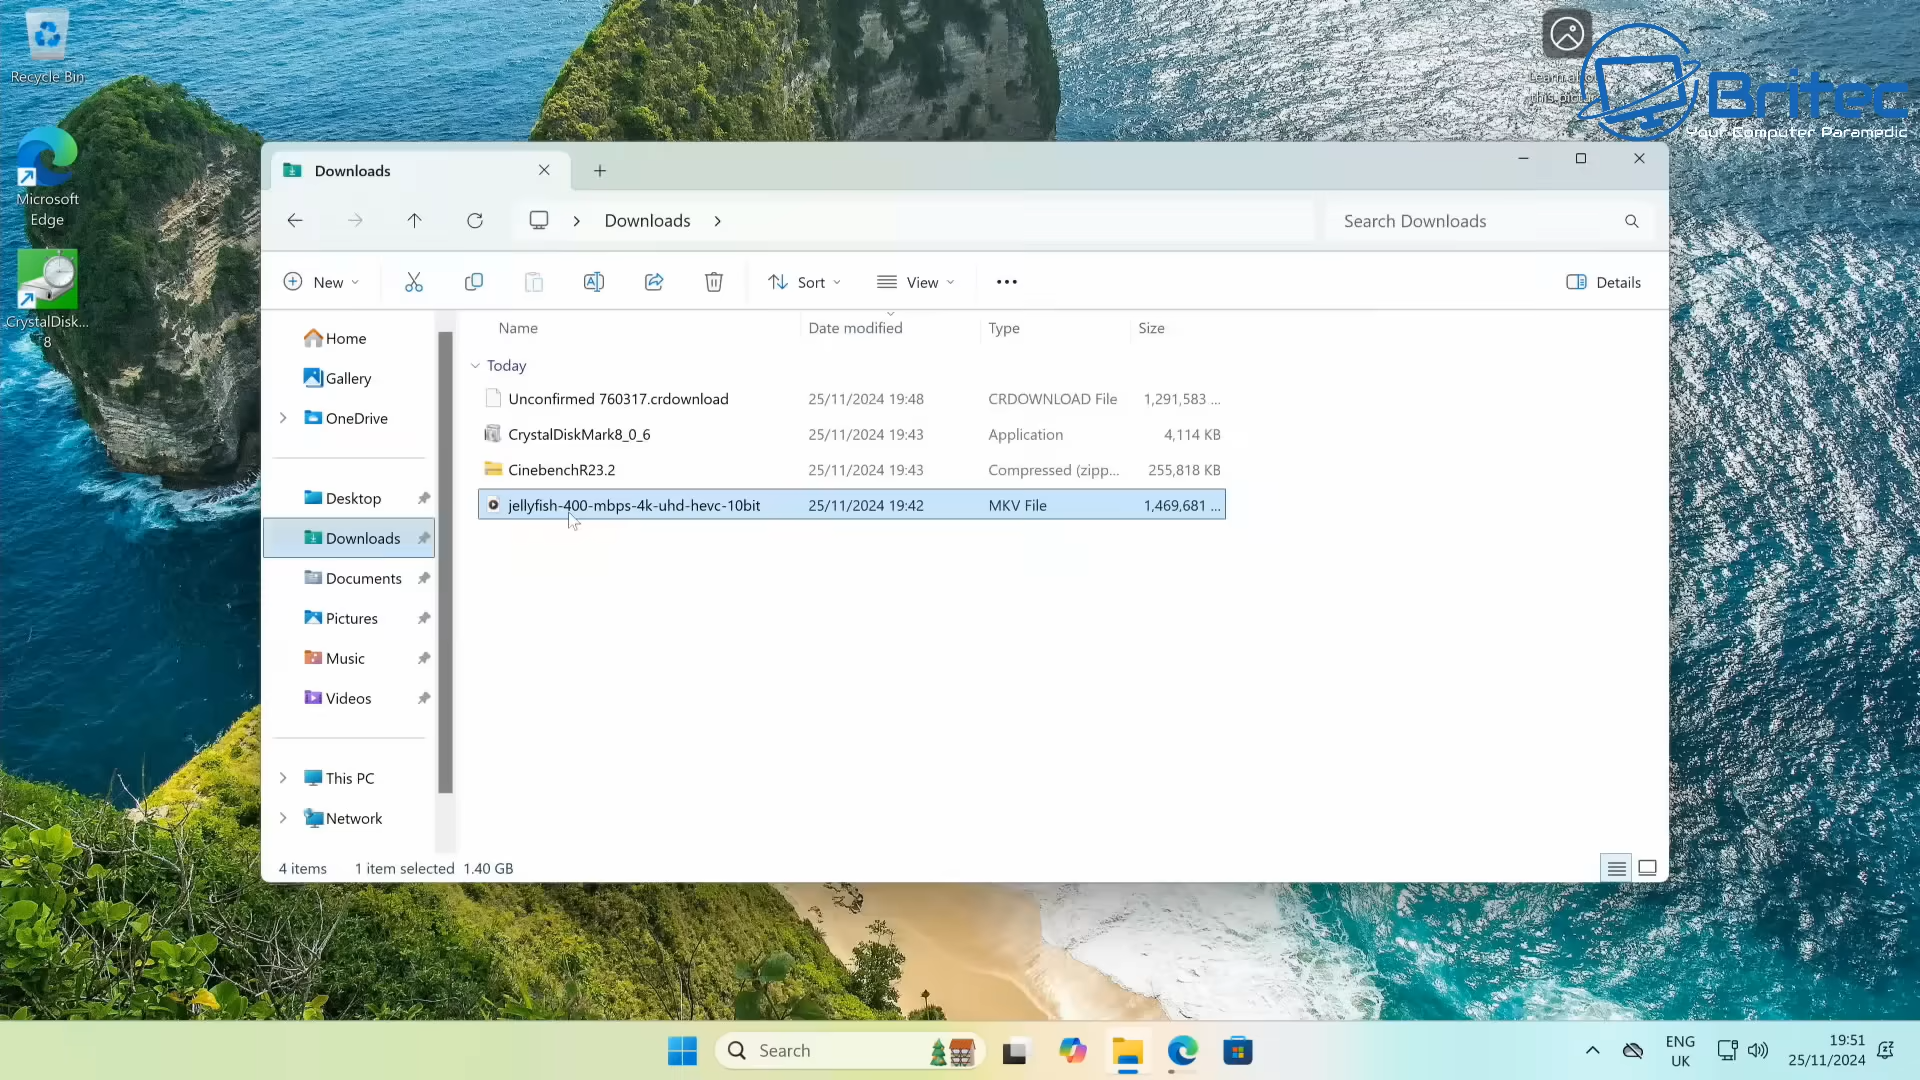 Recycle Bin
Microsoft
Edge
CrystalDisk...
8
Britec
Your Computer Paramedic
Downloads
Downloads
Search Downloads
New
Sort
View
Details
Name
Date modified
Type
Size
Home
Gallery
OneDrive
Desktop
Downloads
Documents
Pictures
Music
Videos
This PC
Network
Today
Unconfirmed 760317.crdownload 25/11/2024 19:48 CRDOWNLOAD File 1,291,583 ...
CrystalDiskMark8_0_6 25/11/2024 19:43 Application 4,114 KB
CinebenchR23.2 25/11/2024 19:43 Compressed (zipp... 255,818 KB
jellyfish-400-mbps-4k-uhd-hevc-10bit 25/11/2024 19:42 MKV File 1,469,681 ...
4 items 1 item selected 1.40 GB
Search
ENG
UK
19:51
25/11/2024